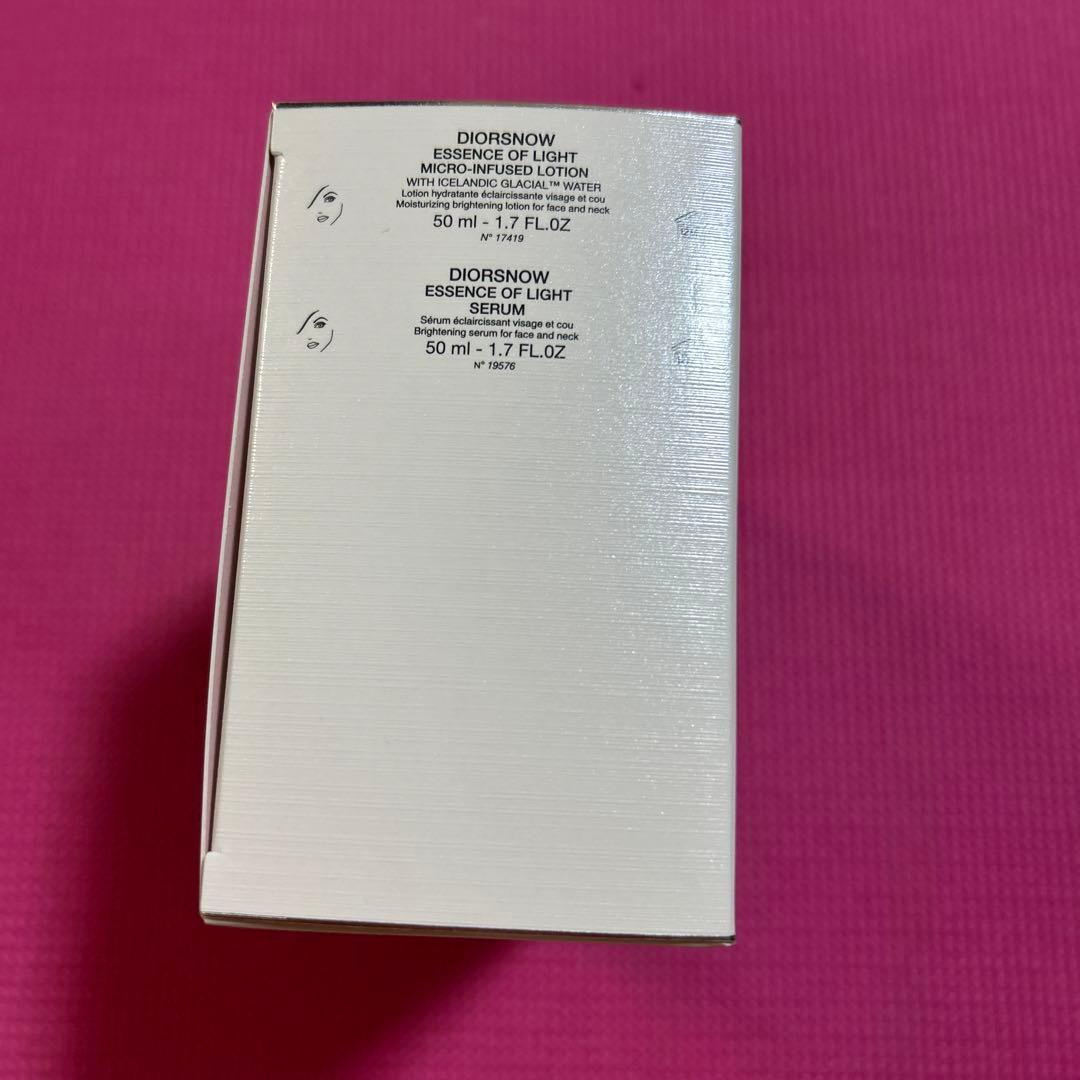 DIORSNOW
ESSENCE OF LIGHT
MICRO-INFUSED LOTION
WITH ICELANDIC GLACIAL™ WATER
Lotion hydratante éclaircissante visage et cou
Moisturizing brightening lotion for face and neck
50 ml - 1.7 FL.OZ
N° 17419
DIORSNOW
ESSENCE OF LIGHT
SERUM
Sérum éclaircissant visage et cou
Brightening serum for face and neck
50 ml - 1.7 FL.OZ
N° 19576